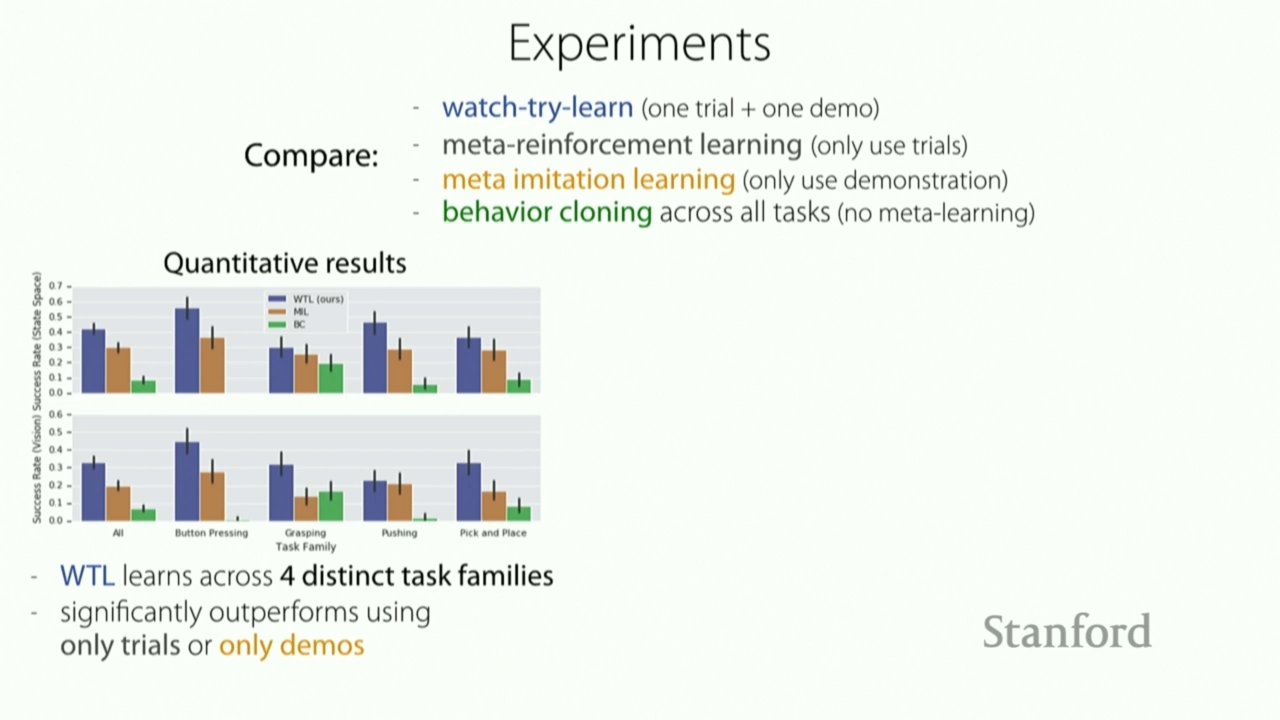 Experiments
Compare:
- watch-try-learn (one trial + one demo)
- meta-reinforcement learning (only use trials)
- meta imitation learning (only use demonstration)
- behavior cloning across all tasks (no meta-learning)
Quantitative results
Success Rate (State Space)
0.7
0.6
0.5
0.4
0.3
0.2
0.1
0.0
WTL (ours)
MIL
BC
Success Rate (Vision)
0.6
0.5
0.4
0.3
0.2
0.1
0.0
All Button Pressing Grasping Pushing Pick and Place
Task Family
- WTL learns across 4 distinct task families
- significantly outperforms using
only trials or only demos
Stanford